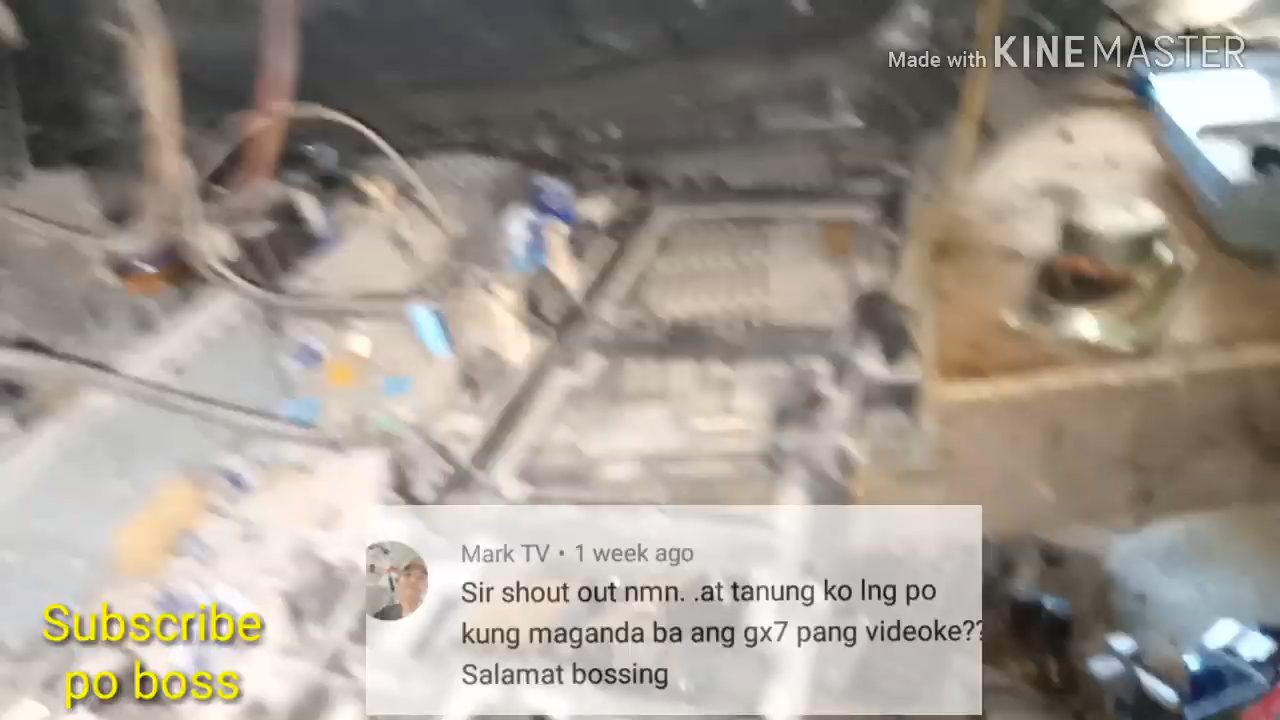 Made with KINEMASTER
Mark TV • 1 week ago
Sir shout out nmn. .at tanung ko lng po
kung maganda ba ang gx7 pang videoke??
Salamat bossing
Subscribe
po boss